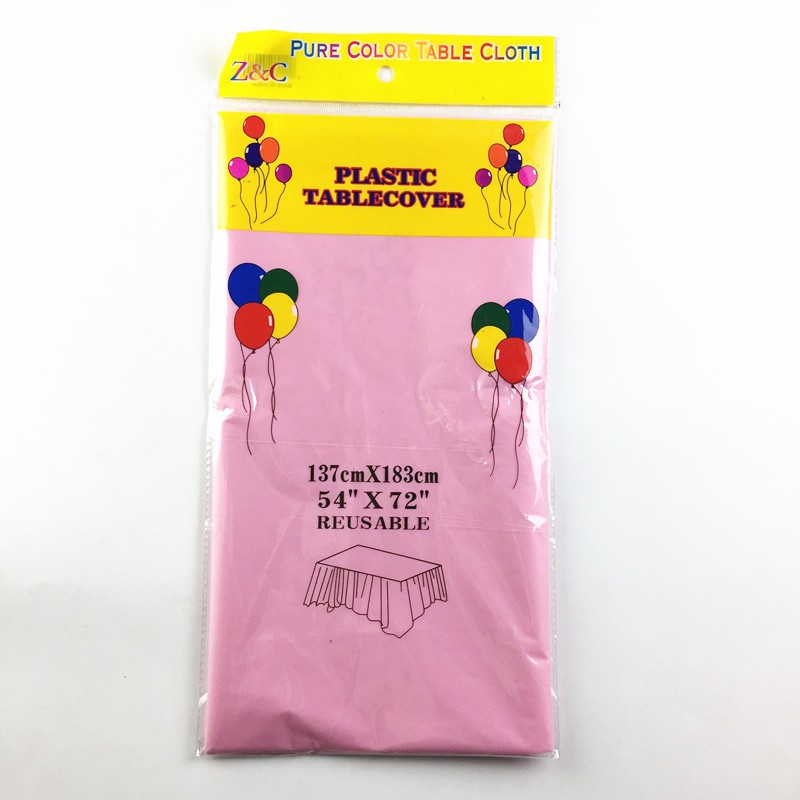 PURE COLOR TABLE CLOTH
Z&C
PLASTIC
TABLECOVER
137cmX183cm
54" X 72"
REUSABLE